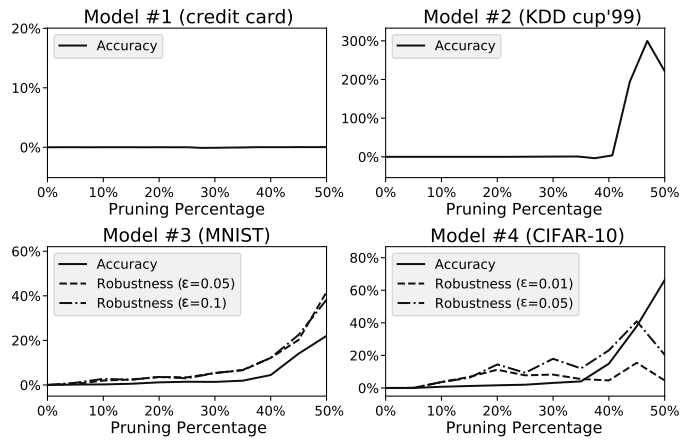 Model #1 (credit card)
20%
10%
0%
Accuracy
0% 10% 20% 30% 40% 50%
Pruning Percentage
Model #2 (KDD cup'99)
300%
200%
100%
0%
Accuracy
0% 10% 20% 30% 40% 50%
Pruning Percentage
Model #3 (MNIST)
60%
40%
20%
0%
Accuracy
Robustness (ε=0.05)
Robustness (ε=0.1)
0% 10% 20% 30% 40% 50%
Pruning Percentage
Model #4 (CIFAR-10)
80%
60%
40%
20%
0%
Accuracy
Robustness (ε=0.01)
Robustness (ε=0.05)
0% 10% 20% 30% 40% 50%
Pruning Percentage